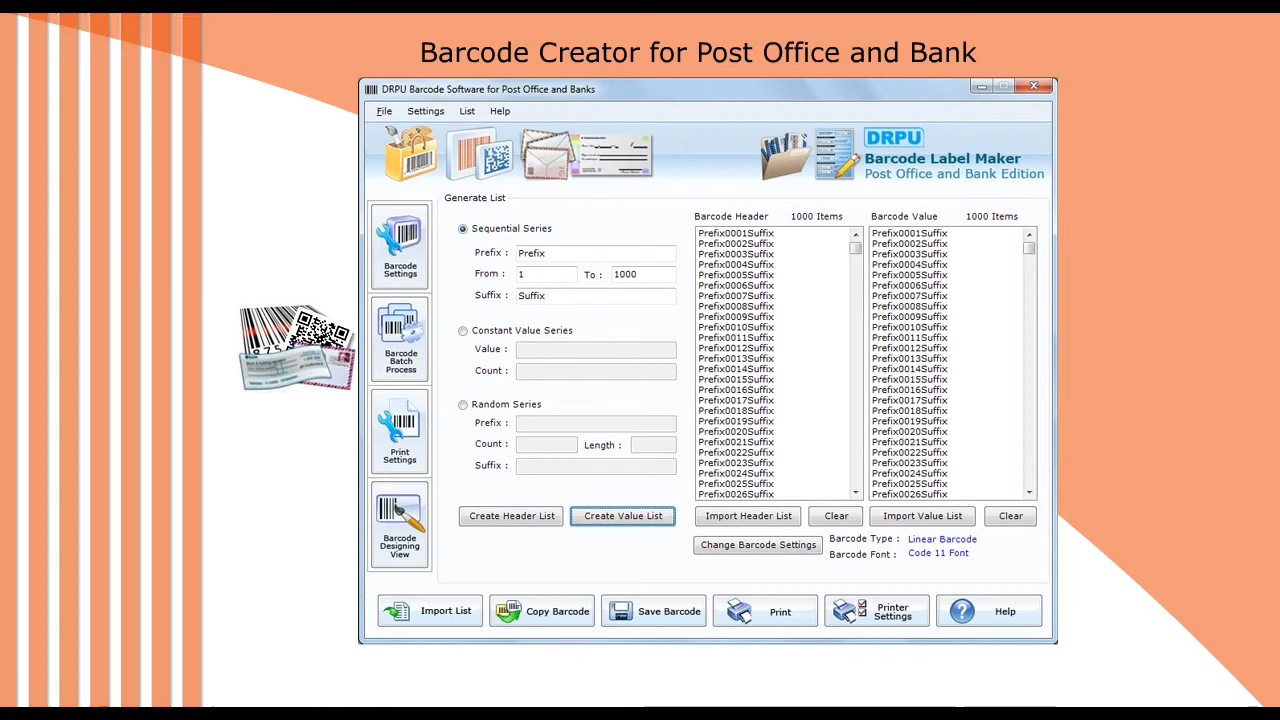 Barcode Creator for Post Office and Bank
DRPU Barcode Software for Post Office and Banks
File Settings List Help
DRPU
Barcode Label Maker
Post Office and Bank Edition
Barcode Settings
Barcode Batch Process
Print Settings
Barcode Designing View
Generate List
Sequential Series
Prefix : Prefix
From : 1 To : 1000
Suffix : Suffix
Constant Value Series
Value :
Count :
Random Series
Prefix :
Count : Length :
Suffix :
Create Header List Create Value List
Barcode Header 1000 Items Barcode Value 1000 Items
Prefix0001Suffix Prefix0001Suffix
Prefix0002Suffix Prefix0002Suffix
Prefix0003Suffix Prefix0003Suffix
Prefix0004Suffix Prefix0004Suffix
Prefix0005Suffix Prefix0005Suffix
Prefix0006Suffix Prefix0006Suffix
Prefix0007Suffix Prefix0007Suffix
Prefix0008Suffix Prefix0008Suffix
Prefix0009Suffix Prefix0009Suffix
Prefix0010Suffix Prefix0010Suffix
Prefix0011Suffix Prefix0011Suffix
Prefix0012Suffix Prefix0012Suffix
Prefix0013Suffix Prefix0013Suffix
Prefix0014Suffix Prefix0014Suffix
Prefix0015Suffix Prefix0015Suffix
Prefix0016Suffix Prefix0016Suffix
Prefix0017Suffix Prefix0017Suffix
Prefix0018Suffix Prefix0018Suffix
Prefix0019Suffix Prefix0019Suffix
Prefix0020Suffix Prefix0020Suffix
Prefix0021Suffix Prefix0021Suffix
Prefix0022Suffix Prefix0022Suffix
Prefix0023Suffix Prefix0023Suffix
Prefix0024Suffix Prefix0024Suffix
Prefix0025Suffix Prefix0025Suffix
Prefix0026Suffix Prefix0026Suffix
Import Header List Clear Import Value List Clear
Change Barcode Settings
Barcode Type : Linear Barcode
Barcode Font : Code 11 Font
Import List Copy Barcode Save Barcode Print Printer Settings Help